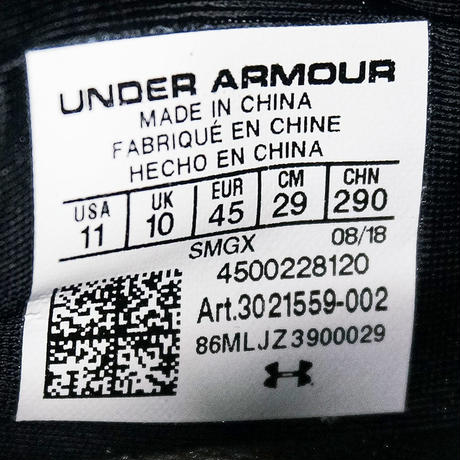 UNDER ARMOUR
MADE IN CHINA
FABRIQUÉ EN CHINE
HECHO EN CHINA
USA UK EUR CM CHN
11 10 45 29 290
SMGX 08/18
4500228120
Art.3021559-002
86MLJZ3900029